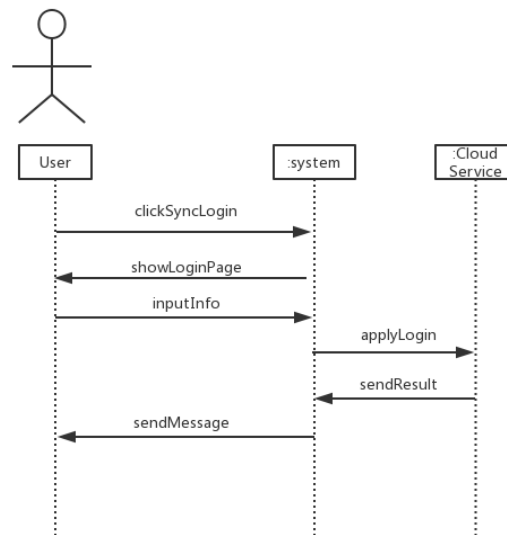 User
:system
:Cloud
Service
clickSyncLogin
showLoginPage
inputInfo
applyLogin
sendResult
sendMessage